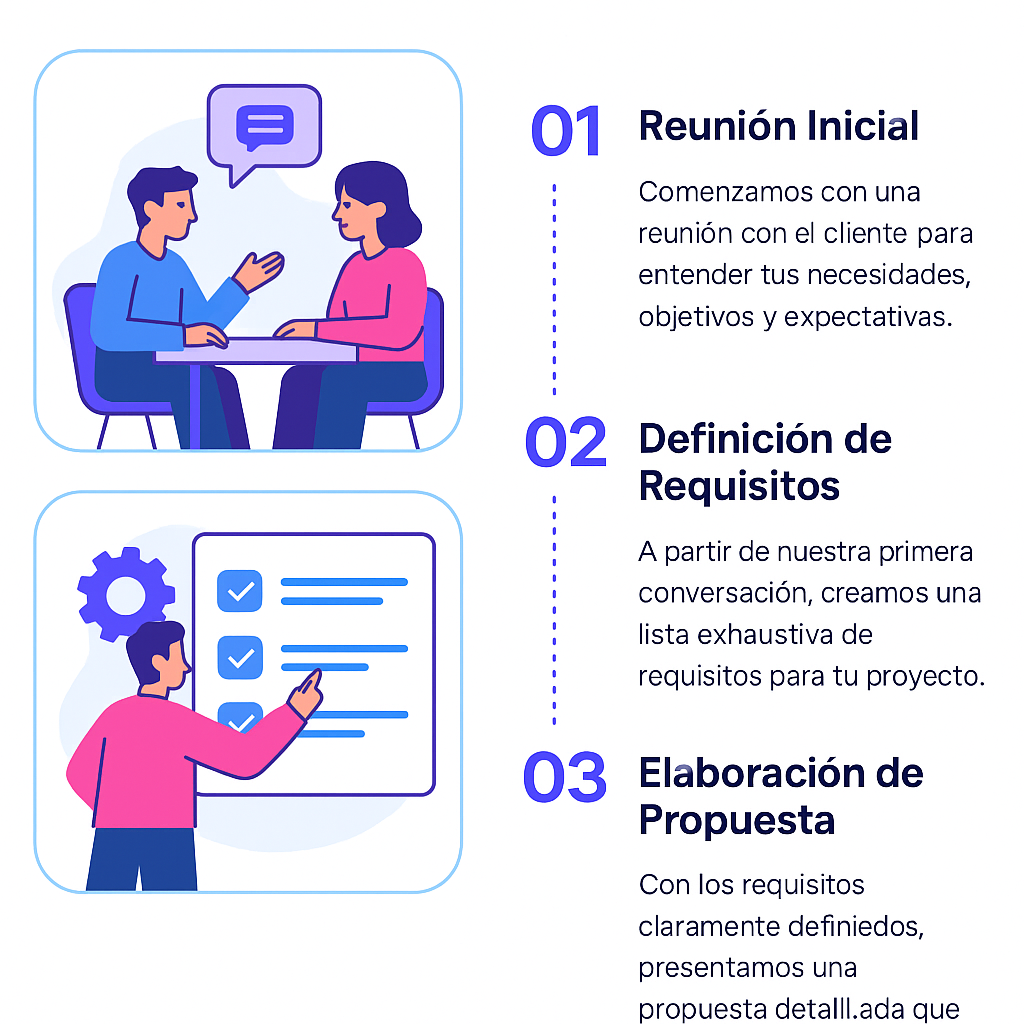 01 Reunión Inicial
Comenzamos con una
reunión con el cliente para
entender tus necesidades,
objetivos y expectativas.
02 Definición de
Requisitos
A partir de nuestra primera
conversación, creamos una
lista exhaustiva de
requisitos para tu proyecto.
03 Elaboración de
Propuesta
Con los requisitos
claramente definiedos,
presentamos una
propuesta detalll.ada que